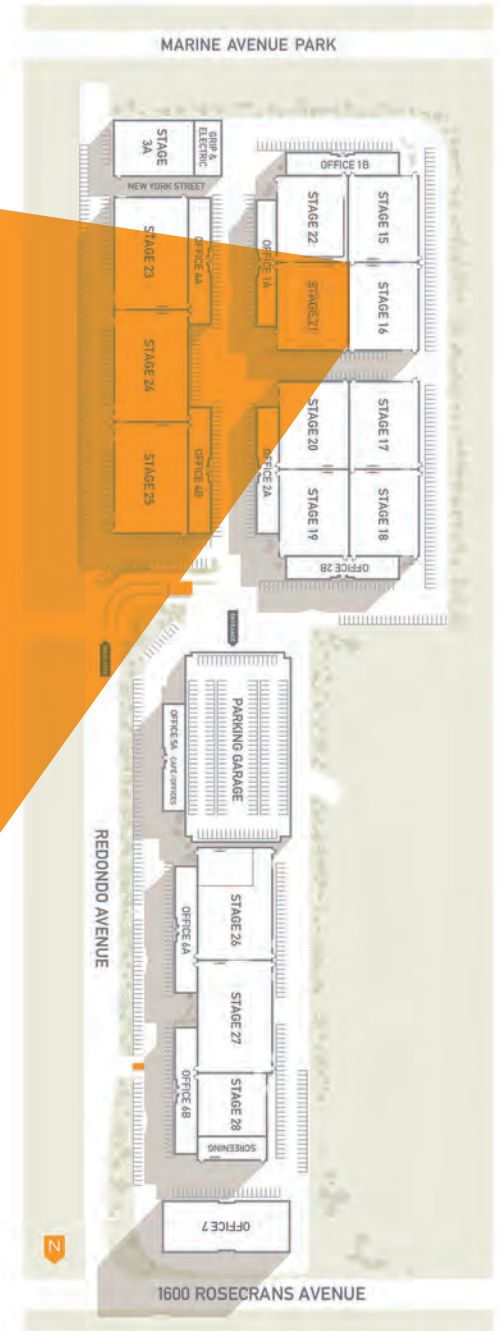 MARINE AVENUE PARK
STAGE 3A
GRIP & ELECTRIC
NEW YORK STREET
OFFICE 1B
STAGE 22
STAGE 15
STAGE 23
OFFICE 4A
OFFICE 1A
STAGE 21
STAGE 16
STAGE 24
STAGE 20
STAGE 17
STAGE 25
OFFICE 4B
OFFICE 2A
STAGE 19
STAGE 18
OFFICE 2B
ENTRANCE
PARKING GARAGE
OFFICE 5A CAFÉ/OFFICES
REDONDO AVENUE
STAGE 26
OFFICE 6A
STAGE 27
OFFICE 6B
STAGE 28
SCREENING
OFFICE 7
N
1600 ROSECRANS AVENUE